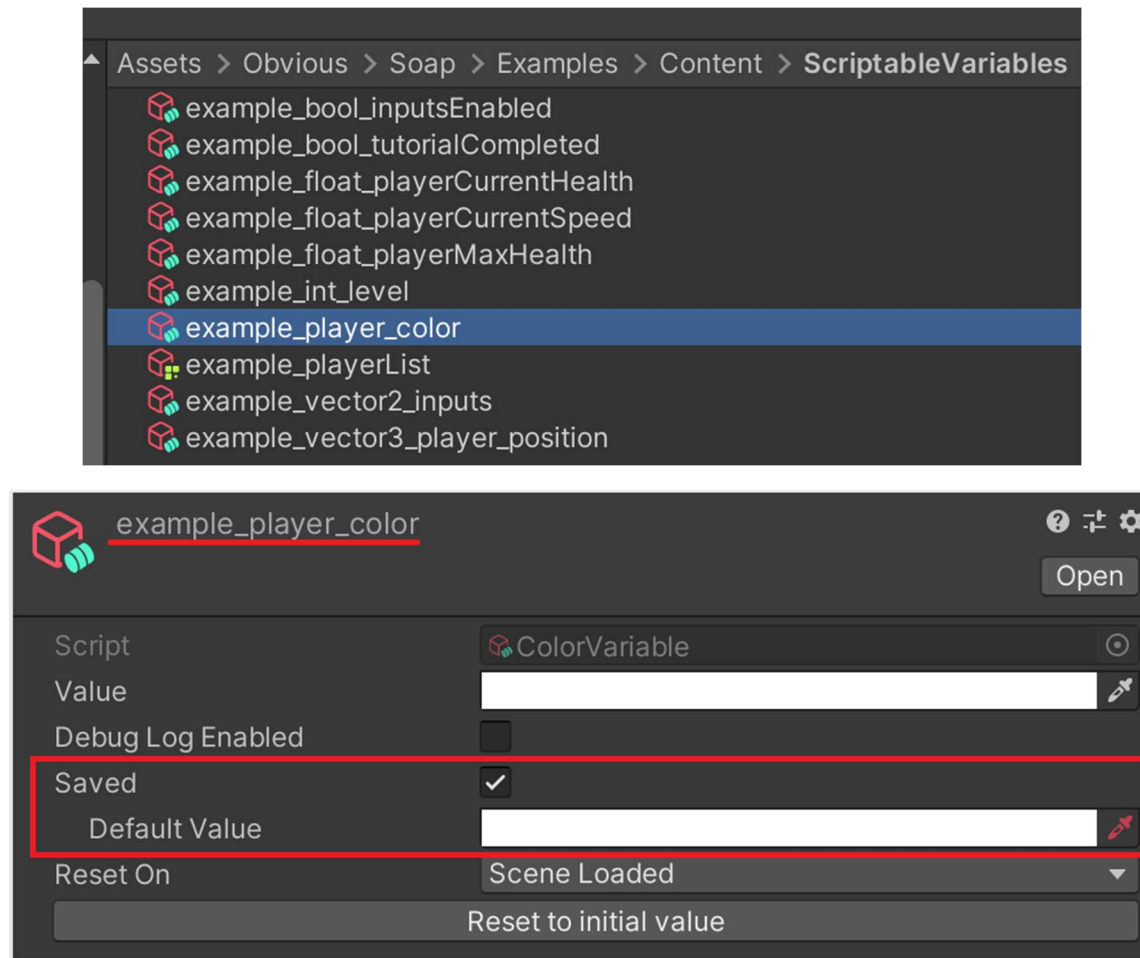 Assets > Obvious > Soap > Examples > Content > ScriptableVariables
example_bool_inputsEnabled
example_bool_tutorialCompleted
example_float_playerCurrentHealth
example_float_playerCurrentSpeed
example_float_playerMaxHealth
example_int_level
example_player_color
example_playerList
example_vector2_inputs
example_vector3_player_position
example_player_color
Open
Script ColorVariable
Value
Debug Log Enabled
Saved
Default Value
Reset On Scene Loaded
Reset to initial value